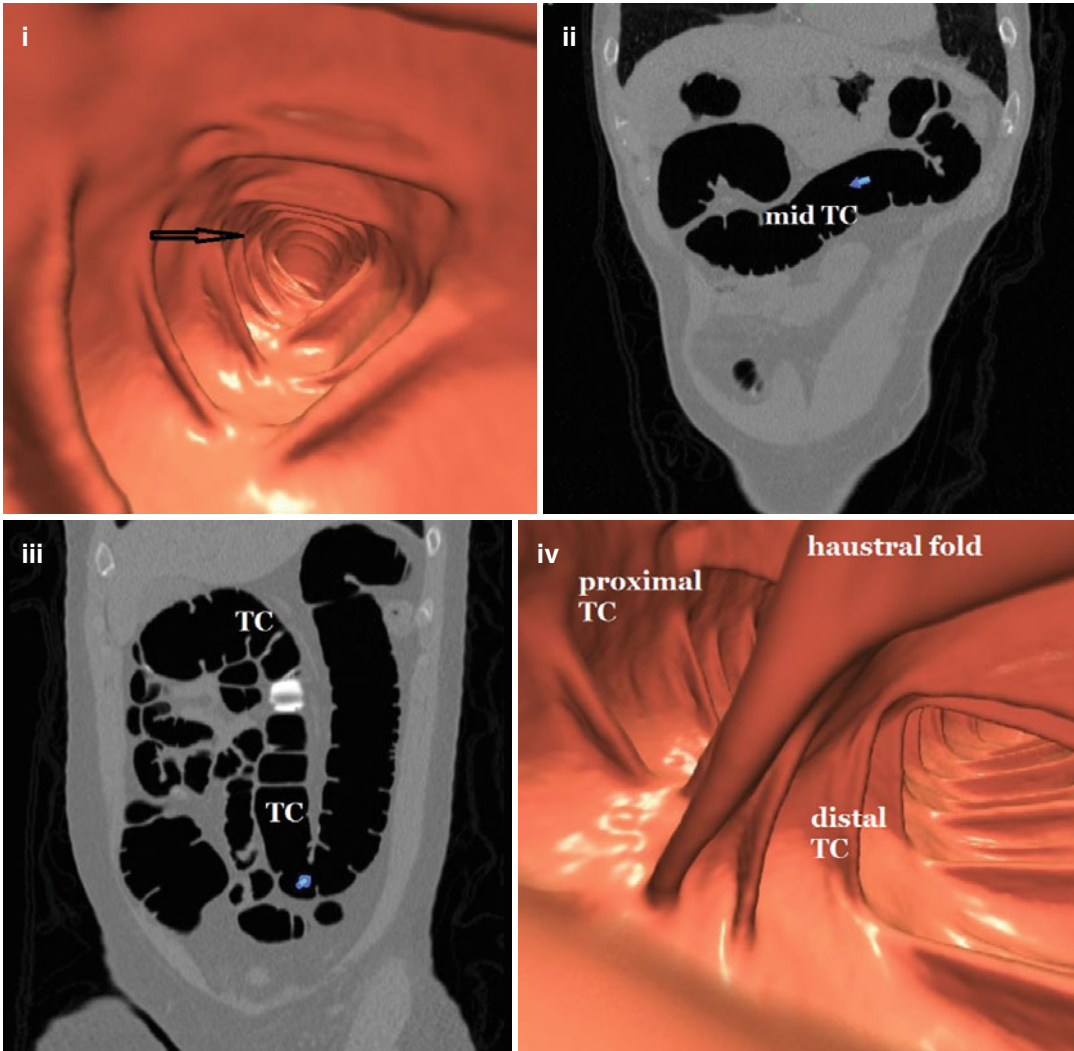 i
ii
mid TC
iii
TC
TC
iv
haustral fold
proximal
TC
distal
TC